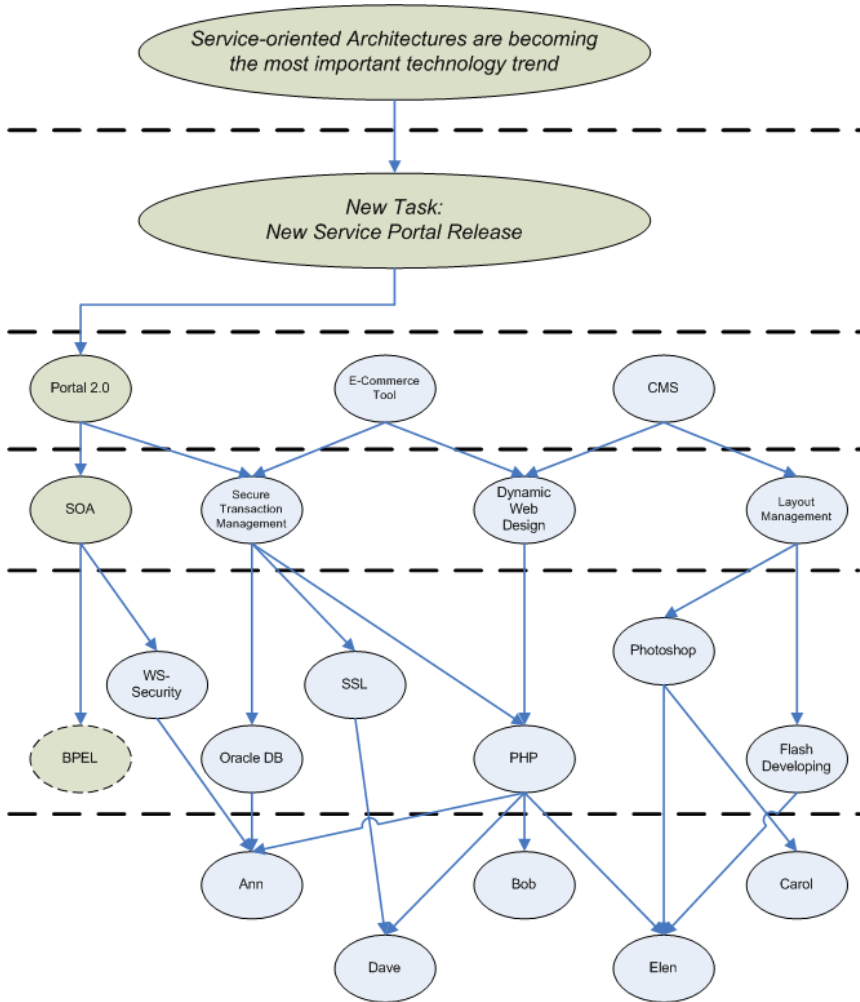 Service-oriented Architectures are becoming
the most important technology trend
New Task:
New Service Portal Release
Portal 2.0
E-Commerce
Tool
CMS
SOA
Secure
Transaction
Management
Dynamic
Web
Design
Layout
Management
Photoshop
WS-
Security
SSL
BPEL
Oracle DB
PHP
Flash
Developing
Ann
Bob
Carol
Dave
Elen